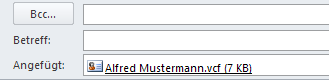 Bcc...
Betreff:
Angefügt: Alfred Mustermann.vcf (7 KB)